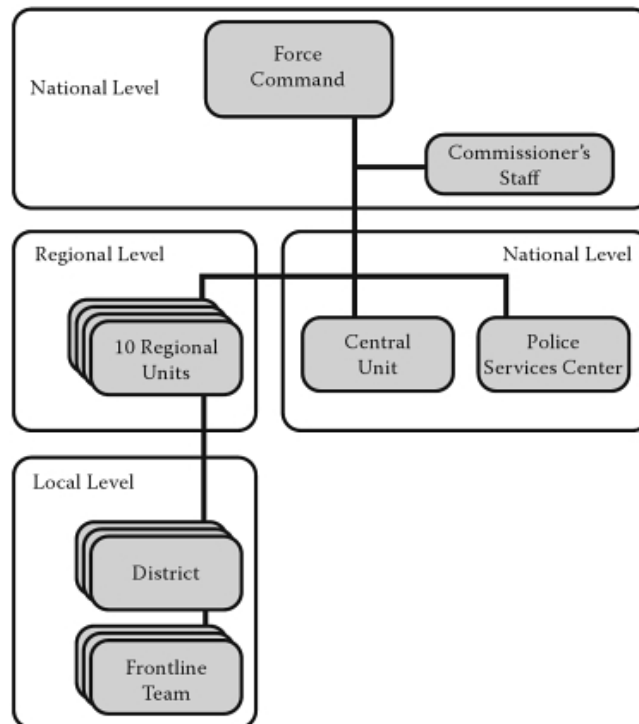 Force
Command
National Level
Commissioner's
Staff
Regional Level
National Level
10 Regional
Units
Central
Unit
Police
Services Center
Local Level
District
Frontline
Team